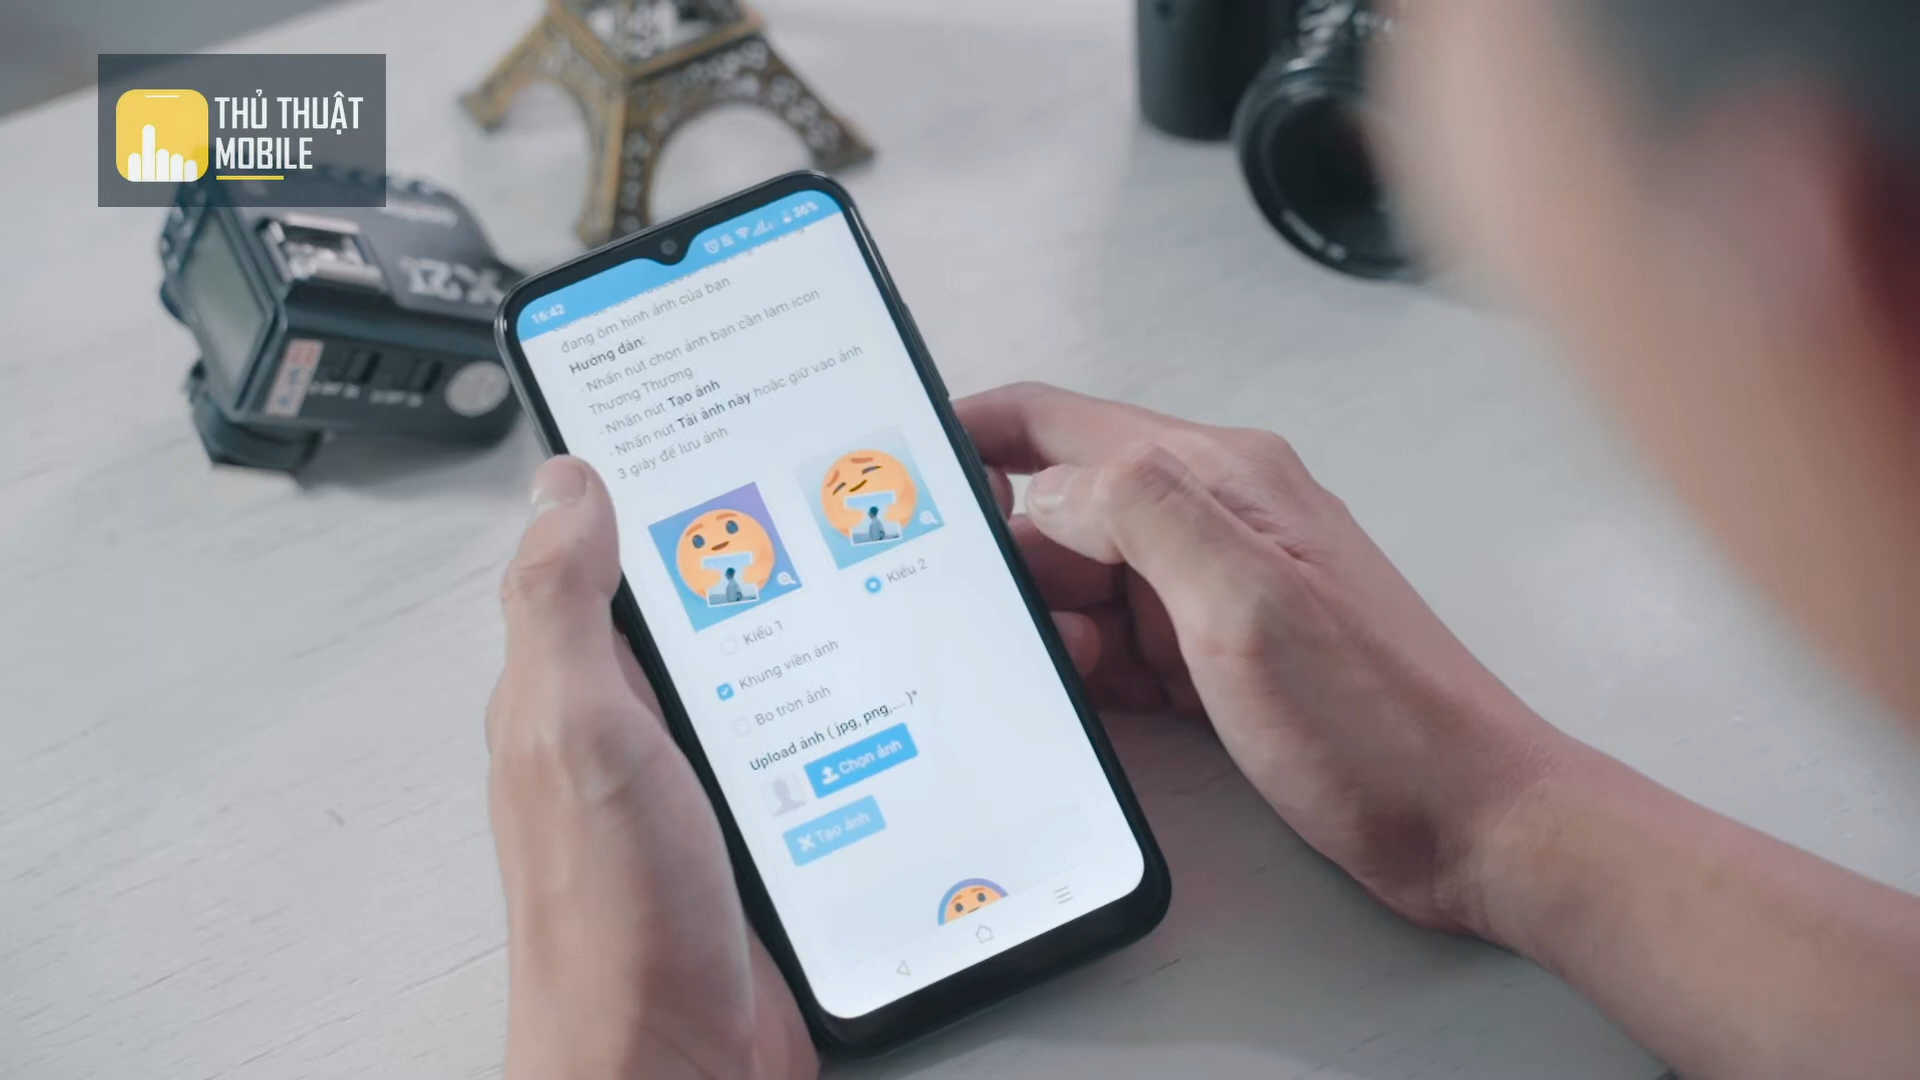 THỦ THUẬT
MOBILE
X2T
16:42
36%
đang ôm hình ảnh của bạn
Hướng dẫn:
- Nhấn nút chọn ảnh bạn cần làm icon
Thương Thương
- Nhấn nút Tạo ảnh
- Nhấn nút Tải ảnh này hoặc giữ vào ảnh
3 giây để lưu ảnh
Kiểu 1
Kiểu 2
Khung viền ảnh
Bo tròn ảnh
Upload ảnh ( jpg, png,... )*
Chọn ảnh
Tạo ảnh